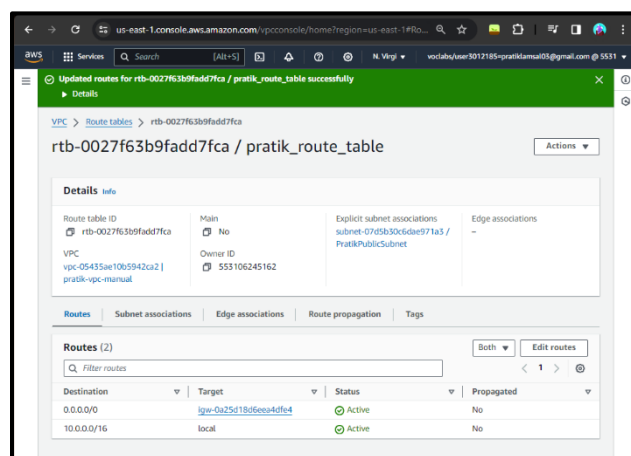 us-east-1.console.aws.amazon.com/vpcconsole/home?region=us-east-1#Ro...
aws Services Search [Alt+S] N. Virgi voclabs/user3012185=pratiklamsal03@gmail.com @ 5531
Updated routes for rtb-0027f63b9fadd7fca / pratik_route_table successfully
Details
VPC > Route tables > rtb-0027f63b9fadd7fca
rtb-0027f63b9fadd7fca / pratik_route_table Actions
Details Info
Route table ID Main Explicit subnet associations Edge associations
rtb-0027f63b9fadd7fca No subnet-07d5b30c6dae971a3 / –
PratikPublicSubnet
VPC Owner ID
vpc-05435ae10b5942ca2 | 553106245162
pratik-vpc-manual
Routes Subnet associations Edge associations Route propagation Tags
Routes (2) Both Edit routes
Filter routes 1
Destination Target Status Propagated
0.0.0.0/0 igw-0a25d18d6eea4dfe4 Active No
10.0.0.0/16 local Active No